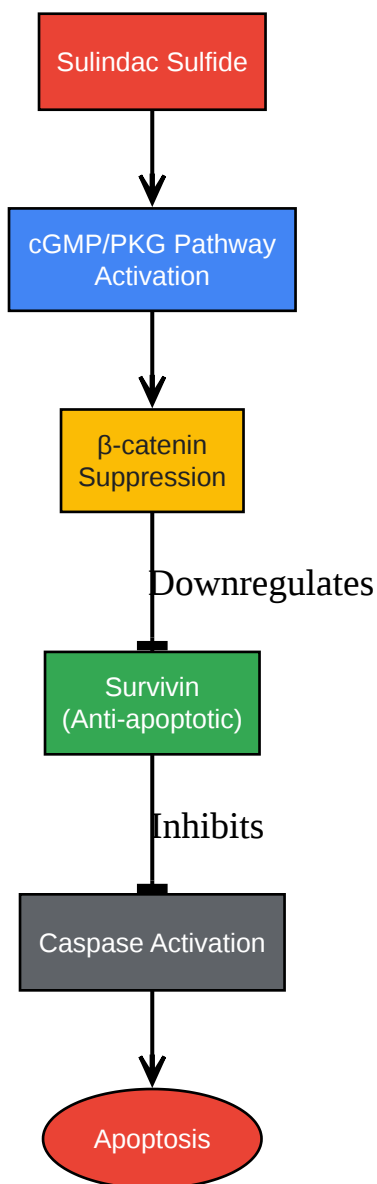 Sulindac Sulfide
cGMP/PKG Pathway
Activation
β-catenin
Suppression
Downregulates
Survivin
(Anti-apoptotic)
Inhibits
Caspase Activation
Apoptosis